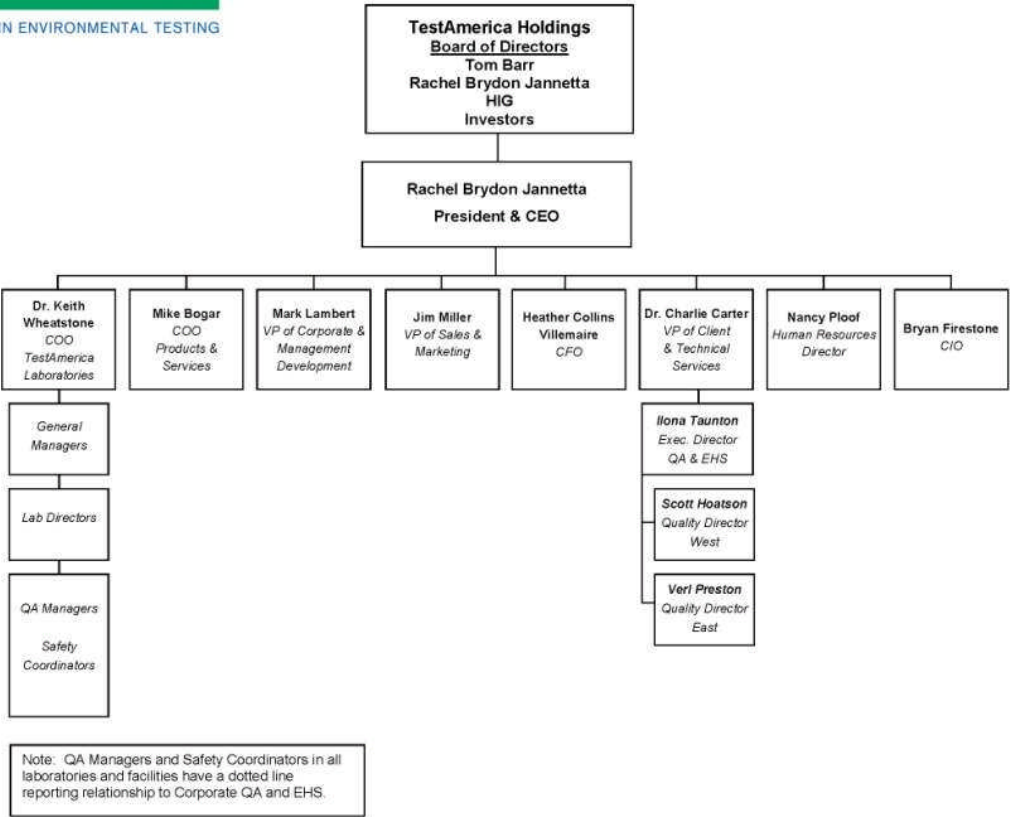 IN ENVIRONMENTAL TESTING
TestAmerica Holdings
Board of Directors
Tom Barr
Rachel Brydon Jannetta
HIG
Investors
Rachel Brydon Jannetta
President & CEO
Dr. Keith
Wheatstone
COO
TestAmerica
Laboratories
Mike Bogar
COO
Products &
Services
Mark Lambert
VP of Corporate &
Management
Development
Jim Miller
VP of Sales &
Marketing
Heather Collins
Villemaire
CFO
Dr. Charlie Carter
VP of Client
& Technical
Services
Nancy Ploof
Human Resources
Director
Bryan Firestone
CIO
General
Managers
Lab Directors
QA Managers
Safety
Coordinators
Ilona Taunton
Exec. Director
QA & EHS
Scott Hoatson
Quality Director
West
Verl Preston
Quality Director
East
Note: QA Managers and Safety Coordinators in all
laboratories and facilities have a dotted line
reporting relationship to Corporate QA and EHS.